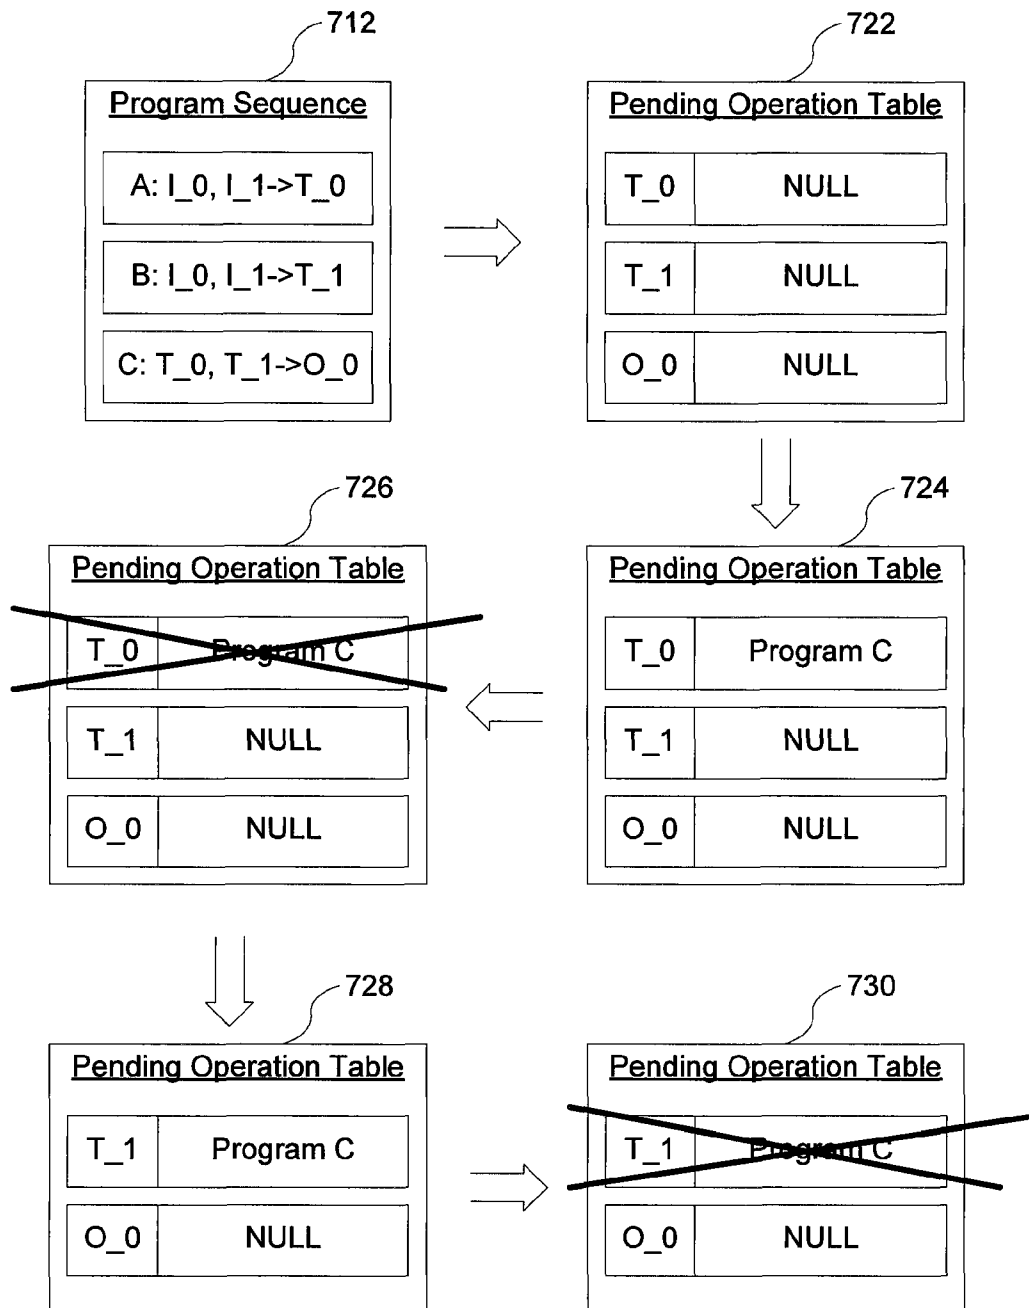 712
Program Sequence
A: I_0, I_1->T_0
B: I_0, I_1->T_1
C: T_0, T_1->O_0
722
Pending Operation Table
T_0 NULL
T_1 NULL
O_0 NULL
726
Pending Operation Table
T_0 Program C
T_1 NULL
O_0 NULL
724
Pending Operation Table
T_0 Program C
T_1 NULL
O_0 NULL
728
Pending Operation Table
T_1 Program C
O_0 NULL
730
Pending Operation Table
T_1 Program C
O_0 NULL